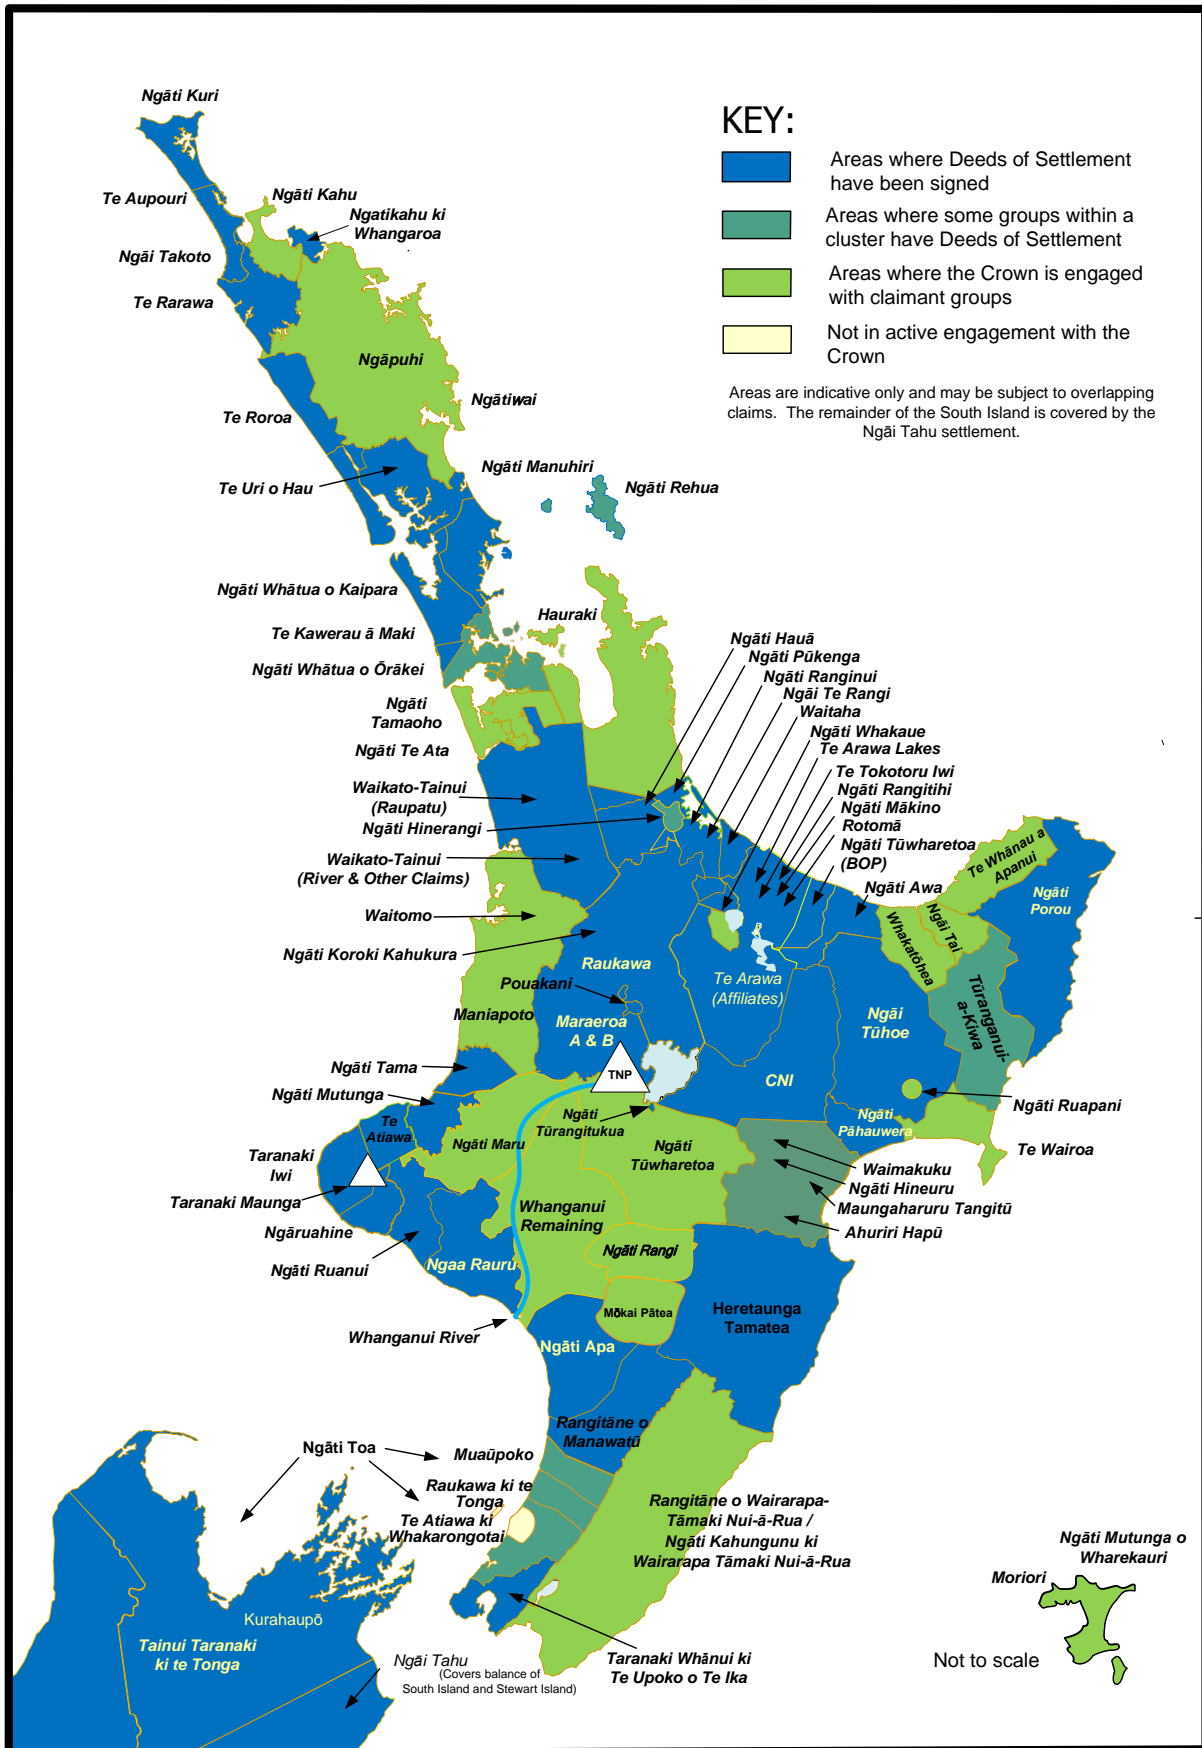 KEY:
Areas where Deeds of Settlement
have been signed
Areas where some groups within a
cluster have Deeds of Settlement
Areas where the Crown is engaged
with claimant groups
Not in active engagement with the
Crown
Areas are indicative only and may be subject to overlapping
claims. The remainder of the South Island is covered by the
Ngāi Tahu settlement.
Ngāti Kuri
Te Aupouri
Ngāti Kahu
Ngatikahu ki
Whangaroa
Ngāi Takoto
Te Rarawa
Ngāpuhi
Ngātiwai
Te Roroa
Te Uri o Hau
Ngāti Manuhiri
Ngāti Rehua
Ngāti Whātua o Kaipara
Hauraki
Te Kawerau ā Maki
Ngāti Whātua o Ōrākei
Ngāti
Tamaoho
Ngāti Te Ata
Ngāti Hauā
Ngāti Pūkenga
Ngāti Ranginui
Ngāi Te Rangi
Waitaha
Ngāti Whakaue
Te Arawa Lakes
Te Tokotoru Iwi
Ngāti Rangitihi
Ngāti Mākino
Rotomā
Ngāti Tūwharetoa
(BOP)
Ngāti Awa
Waikato-Tainui
(Raupatu)
Ngāti Hinerangi
Waikato-Tainui
(River & Other Claims)
Waitomo
Ngāti Koroki Kahukura
Te Whānau a
Apanui
Ngāti
Porou
Ngāi Tai
Whakatōhea
Tūranganui-
a-Kiwa
Raukawa
Pouakani
Te Arawa
(Affiliates)
Ngāi
Tūhoe
Maniapoto
Maraeroa
A & B
TNP
CNI
Ngāti Tama
Ngāti Mutunga
Te
Atiawa
Ngāti Maru
Ngāti
Tūrangitukua
Ngāti
Tūwharetoa
Ngāti
Pāhauwera
Ngāti Ruapani
Te Wairoa
Taranaki
Iwi
Taranaki Maunga
Ngāruahine
Ngāti Ruanui
Ngaa Rauru
Whanganui
Remaining
Waimakuku
Ngāti Hineuru
Maungaharuru Tangitū
Ahuriri Hapū
Ngāti Rangi
Mōkai Pātea
Heretaunga
Tamatea
Whanganui River
Ngāti Apa
Rangitāne o
Manawatū
Ngāti Toa
Muaūpoko
Raukawa ki te
Tonga
Te Atiawa ki
Whakarongotai
Rangitāne o Wairarapa-
Tāmaki Nui-ā-Rua /
Ngāti Kahungunu ki
Wairarapa Tāmaki Nui-ā-Rua
Ngāti Mutunga o
Wharekauri
Moriori
Not to scale
Kurahaupō
Tainui Taranaki
ki te Tonga
Ngāi Tahu
(Covers balance of
South Island and Stewart Island)
Taranaki Whānui ki
Te Upoko o Te Ika